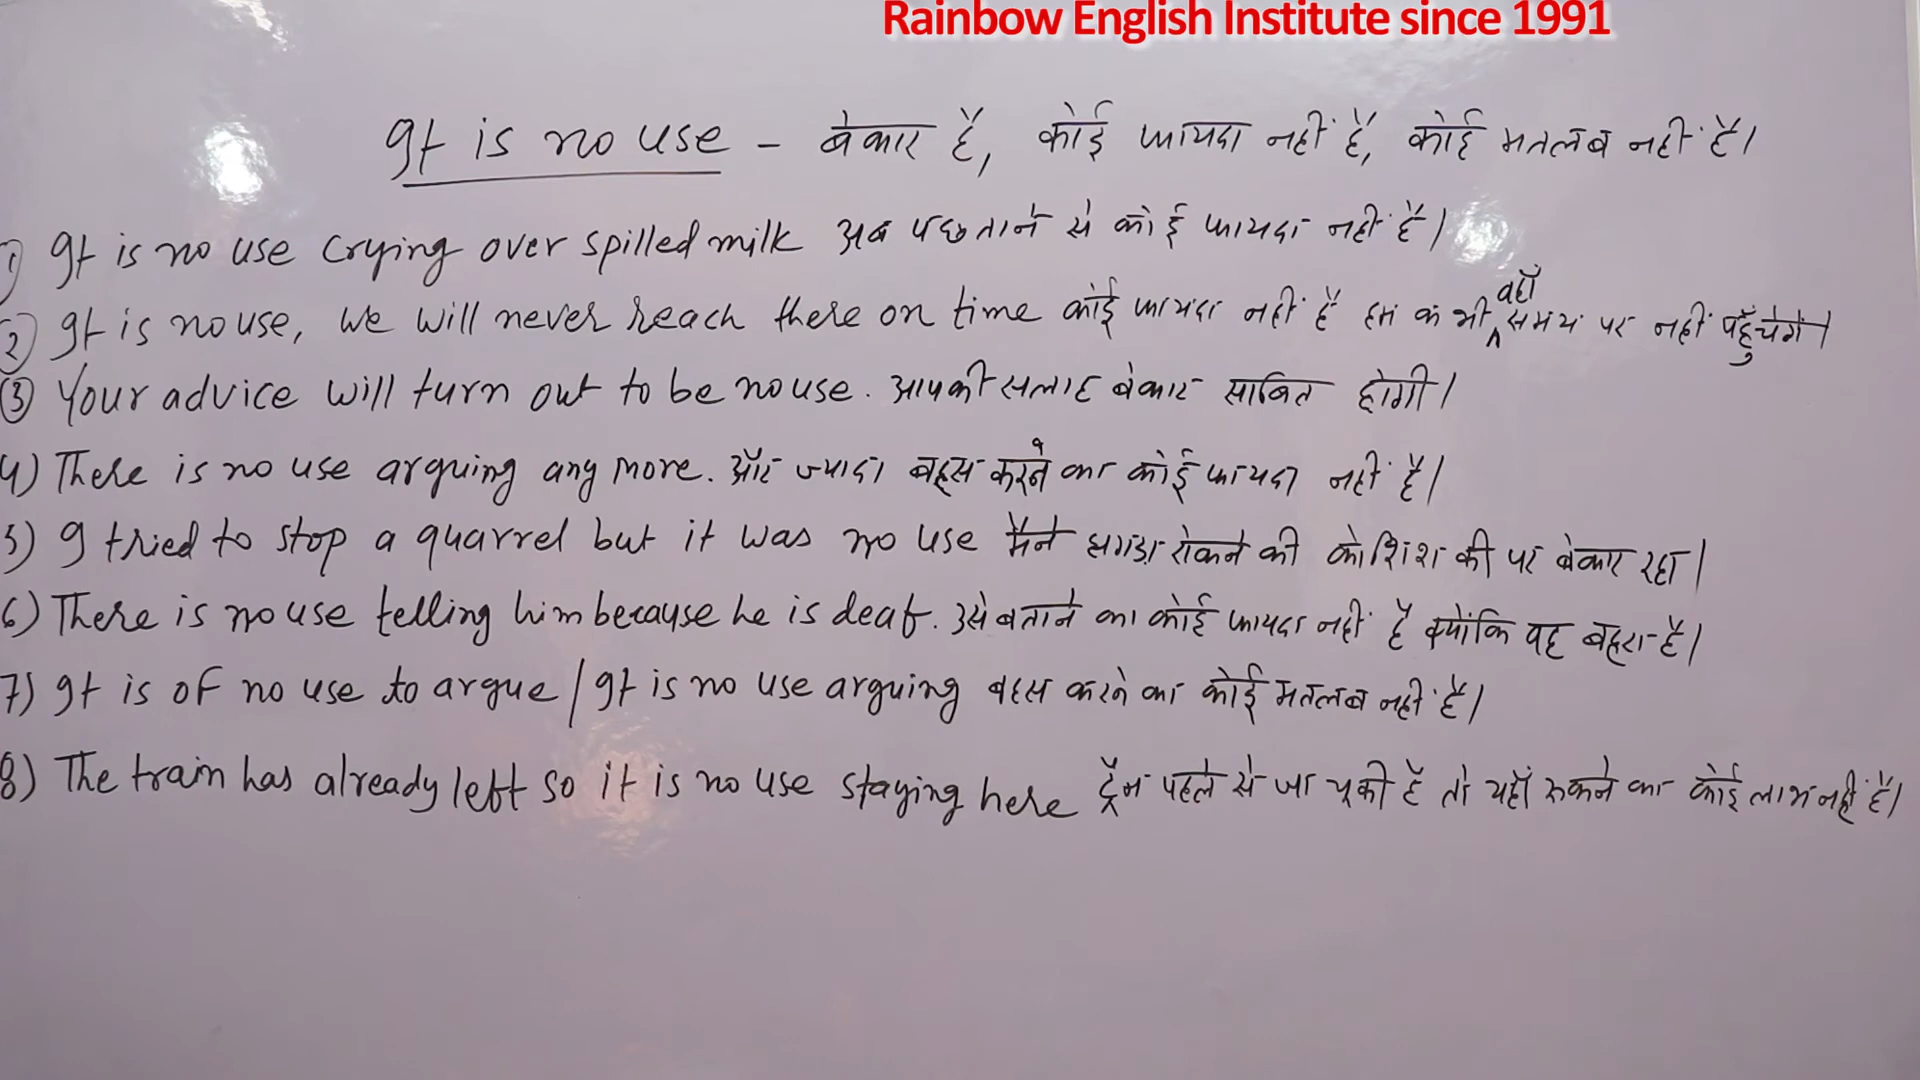 Rainbow English Institute since 1991
It is no use - बेकार है, कोई फायदा नहीं है, कोई मतलब नहीं है।
1) It is no use crying over spilled milk अब पछताने से कोई फायदा नहीं है।
2) It is no use, we will never reach there on time कोई फायदा नहीं है हम कभी वहाँ समय पर नहीं पहुँचेगें।
3) Your advice will turn out to be no use. आपकी सलाह बेकार साबित होगी।
4) There is no use arguing any more. और ज्यादा बहस करने का कोई फायदा नहीं है।
5) I tried to stop a quarrel but it was no use मैंने झगड़ा रोकने की कोशिश की पर बेकार रहा।
6) There is no use telling him because he is deaf. उसे बताने का कोई फायदा नहीं है क्योंकि वह बहरा है।
7) It is of no use to argue / It is no use arguing बहस करने का कोई मतलब नहीं है।
8) The train has already left so it is no use staying here ट्रेन पहले से जा चूकी है तो यहाँ रुकने का कोई लाभ नहीं है।